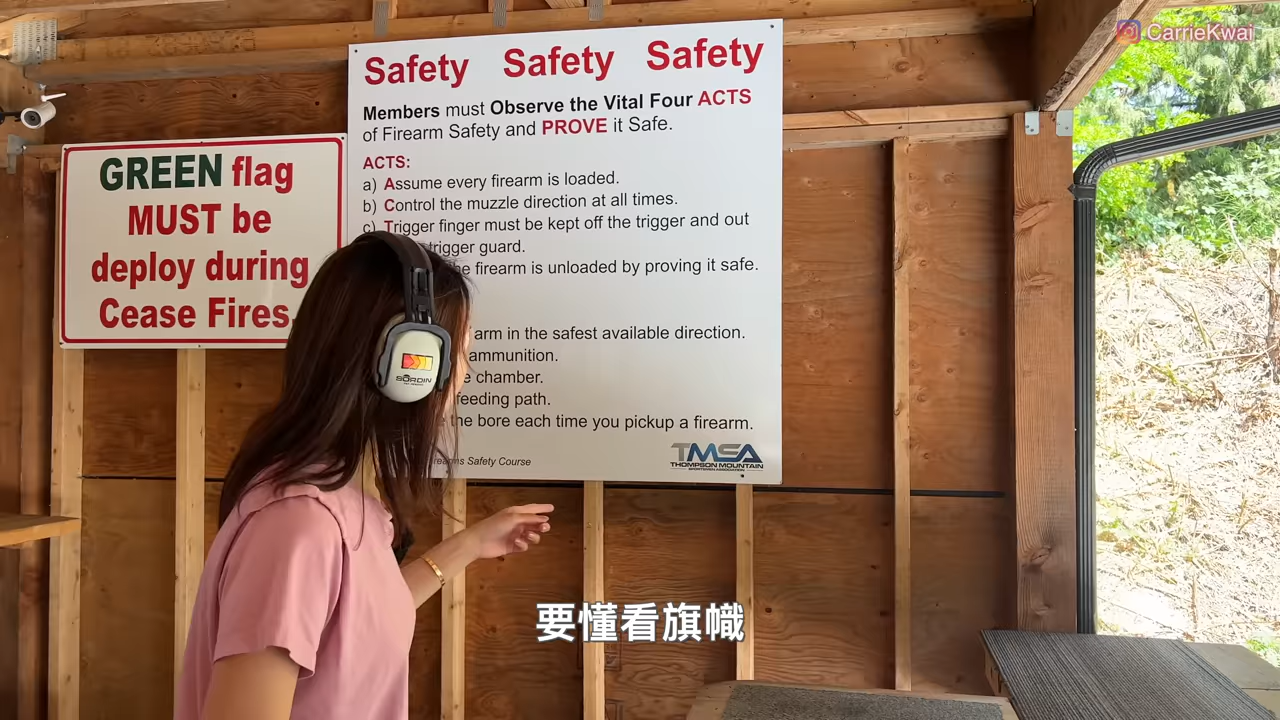 CarrieKwai
Safety Safety Safety
Members must Observe the Vital Four ACTS
of Firearm Safety and PROVE it Safe.
ACTS:
a) Assume every firearm is loaded.
b) Control the muzzle direction at all times.
c) Trigger finger must be kept off the trigger and out
trigger guard.
the firearm is unloaded by proving it safe.
arm in the safest available direction.
ammunition.
chamber.
feeding path.
the bore each time you pickup a firearm.
Safety Course
TMSA
THOMPSON MOUNTAIN
SPORTSMEN ASSOCIATION
GREEN flag
MUST be
deploy during
Cease Fires.
SORDIN
要懂看旗幟